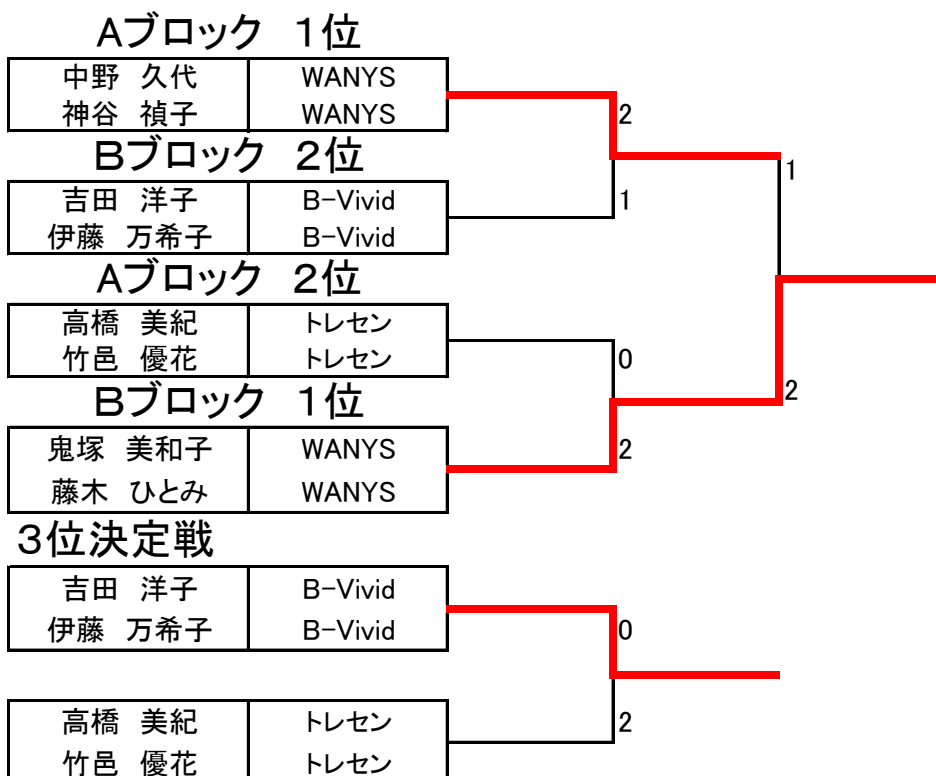 Aブロック　1位
中野　久代　WANYS
神谷　禎子　WANYS
2
Bブロック　2位
1
吉田　洋子　B-Vivid
1
伊藤　万希子　B-Vivid
Aブロック　2位
高橋　美紀　トレセン
竹邑　優花　トレセン
0
Bブロック　1位
2
鬼塚　美和子　WANYS
2
藤木　ひとみ　WANYS
3位決定戦
吉田　洋子　B-Vivid
伊藤　万希子　B-Vivid
0
高橋　美紀　トレセン
2
竹邑　優花　トレセン